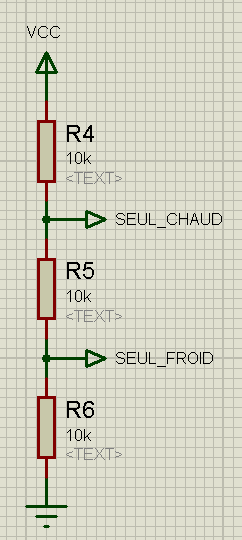 VCC
R4
10k
<TEXT>
SEUL_CHAUD
R5
10k
<TEXT>
SEUL_FROID
R6
10k
<TEXT>